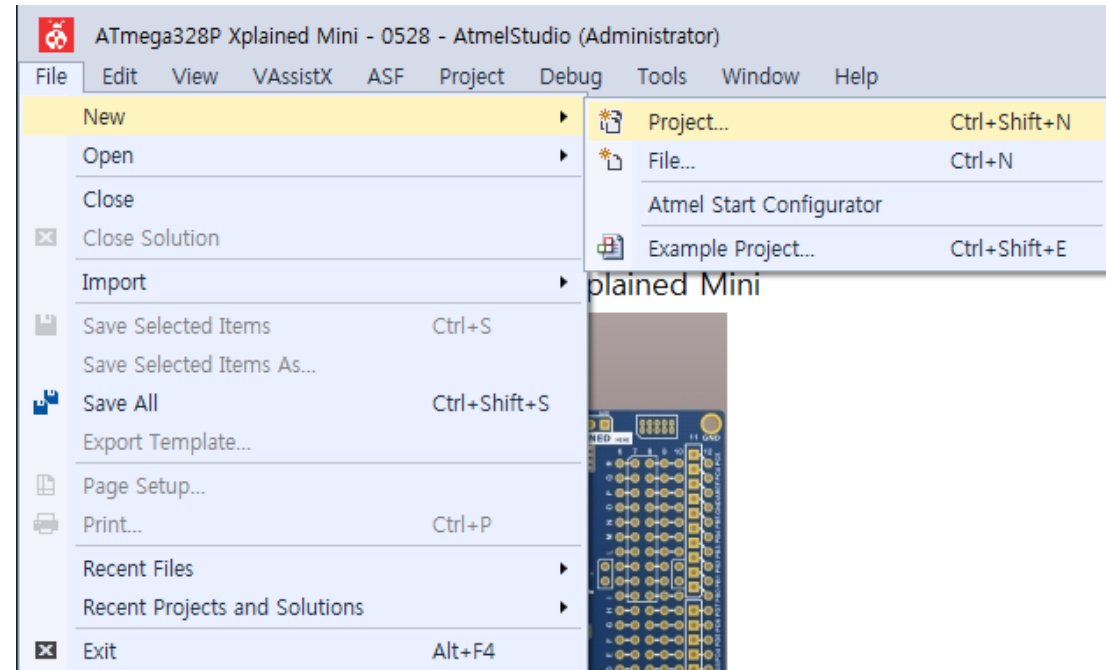 ATmega328P Xplained Mini - 0528 - AtmelStudio (Administrator)
File Edit View VAssistX ASF Project Debug Tools Window Help
New
Open
Close
Close Solution
Import
Save Selected Items Ctrl+S
Save Selected Items As...
Save All Ctrl+Shift+S
Export Template...
Page Setup...
Print... Ctrl+P
Recent Files
Recent Projects and Solutions
Exit Alt+F4
Project... Ctrl+Shift+N
File... Ctrl+N
Atmel Start Configurator
Example Project... Ctrl+Shift+E
plained Mini